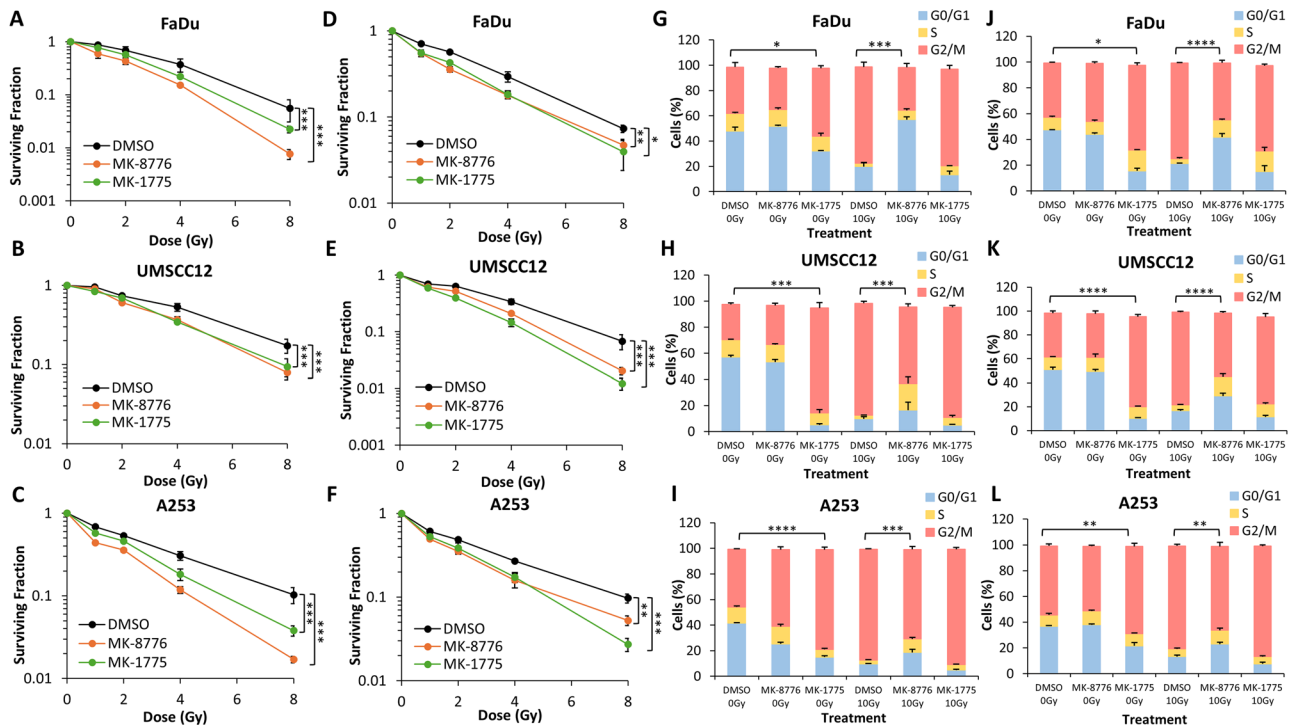 A
FaDu
Surviving Fraction
1
0.1
0.01
0.001
DMSO
MK-8776
MK-1775
***
***
0 2 4 6 8
Dose (Gy)
D
FaDu
Surviving Fraction
1
0.1
0.01
DMSO
MK-8776
MK-1775
**
*
0 2 4 6 8
Dose (Gy)
G
FaDu
G0/G1
S
G2/M
Cells (%)
120
100
80
60
40
20
0
*
***
DMSO MK-8776 MK-1775 DMSO MK-8776 MK-1775
0Gy 0Gy 0Gy 10Gy 10Gy 10Gy
Treatment
J
FaDu
G0/G1
S
G2/M
Cells (%)
120
100
80
60
40
20
0
*
****
DMSO MK-8776 MK-1775 DMSO MK-8776 MK-1775
0Gy 0Gy 0Gy 10Gy 10Gy 10Gy
Treatment
B
UMSCC12
Surviving Fraction
1
0.1
0.01
DMSO
MK-8776
MK-1775
***
***
0 2 4 6 8
Dose (Gy)
E
UMSCC12
Surviving Fraction
1
0.1
0.01
0.001
DMSO
MK-8776
MK-1775
***
***
0 2 4 6 8
Dose (Gy)
H
UMSCC12
G0/G1
S
G2/M
Cells (%)
120
100
80
60
40
20
0
***
***
DMSO MK-8776 MK-1775 DMSO MK-8776 MK-1775
0Gy 0Gy 0Gy 10Gy 10Gy 10Gy
Treatment
K
UMSCC12
G0/G1
S
G2/M
Cells (%)
120
100
80
60
40
20
0
****
****
DMSO MK-8776 MK-1775 DMSO MK-8776 MK-1775
0Gy 0Gy 0Gy 10Gy 10Gy 10Gy
Treatment
C
A253
Surviving Fraction
1
0.1
0.01
DMSO
MK-8776
MK-1775
***
***
0 2 4 6 8
Dose (Gy)
F
A253
Surviving Fraction
1
0.1
0.01
DMSO
MK-8776
MK-1775
**
***
0 2 4 6 8
Dose (Gy)
I
A253
G0/G1
S
G2/M
Cells (%)
120
100
80
60
40
20
0
****
***
DMSO MK-8776 MK-1775 DMSO MK-8776 MK-1775
0Gy 0Gy 0Gy 10Gy 10Gy 10Gy
Treatment
L
A253
G0/G1
S
G2/M
Cells (%)
120
100
80
60
40
20
0
**
**
DMSO MK-8776 MK-1775 DMSO MK-8776 MK-1775
0Gy 0Gy 0Gy 10Gy 10Gy 10Gy
Treatment